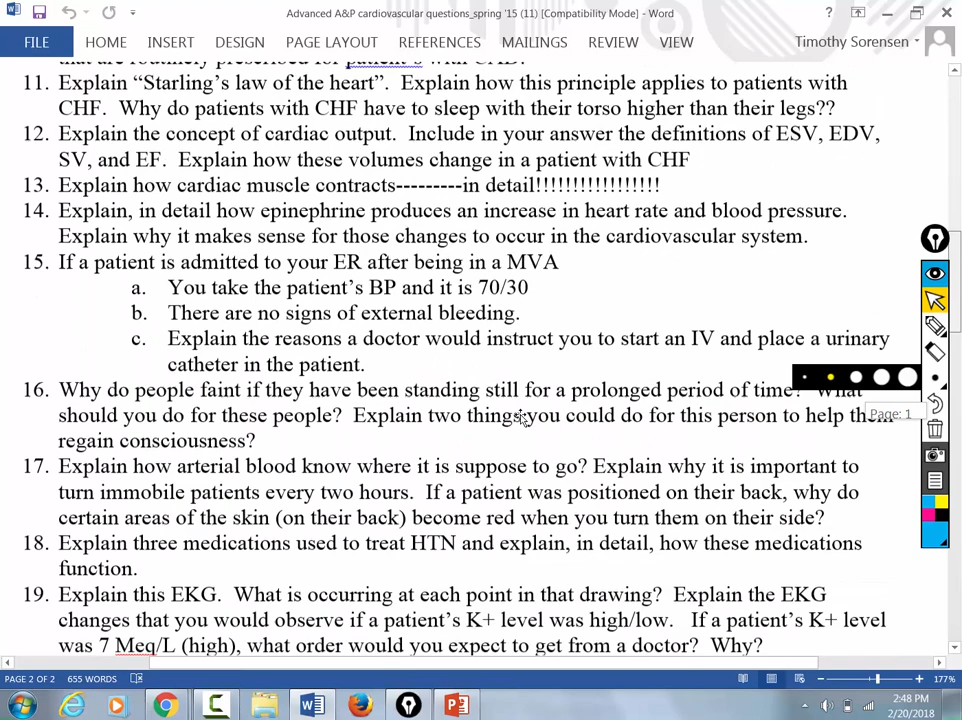 Advanced A&P cardiovascular questions_spring '15 (11) [Compatibility Mode] - Word
FILE HOME INSERT DESIGN PAGE LAYOUT REFERENCES MAILINGS REVIEW VIEW Timothy Sorensen
that are routinely prescribed for patient's with CAD.
11. Explain “Starling’s law of the heart”. Explain how this principle applies to patients with
CHF. Why do patients with CHF have to sleep with their torso higher than their legs??
12. Explain the concept of cardiac output. Include in your answer the definitions of ESV, EDV,
SV, and EF. Explain how these volumes change in a patient with CHF
13. Explain how cardiac muscle contracts---------in detail!!!!!!!!!!!!!!!!!
14. Explain, in detail how epinephrine produces an increase in heart rate and blood pressure.
Explain why it makes sense for those changes to occur in the cardiovascular system.
15. If a patient is admitted to your ER after being in a MVA
a. You take the patient’s BP and it is 70/30
b. There are no signs of external bleeding.
c. Explain the reasons a doctor would instruct you to start an IV and place a urinary
catheter in the patient.
16. Why do people faint if they have been standing still for a prolonged period of time? What
should you do for these people? Explain two things you could do for this person to help them
regain consciousness?
Page: 1
17. Explain how arterial blood know where it is suppose to go? Explain why it is important to
turn immobile patients every two hours. If a patient was positioned on their back, why do
certain areas of the skin (on their back) become red when you turn them on their side?
18. Explain three medications used to treat HTN and explain, in detail, how these medications
function.
19. Explain this EKG. What is occurring at each point in that drawing? Explain the EKG
changes that you would observe if a patient’s K+ level was high/low. If a patient’s K+ level
was 7 Meq/L (high), what order would you expect to get from a doctor? Why?
PAGE 2 OF 2 655 WORDS 177%
2:48 PM
2/20/2018